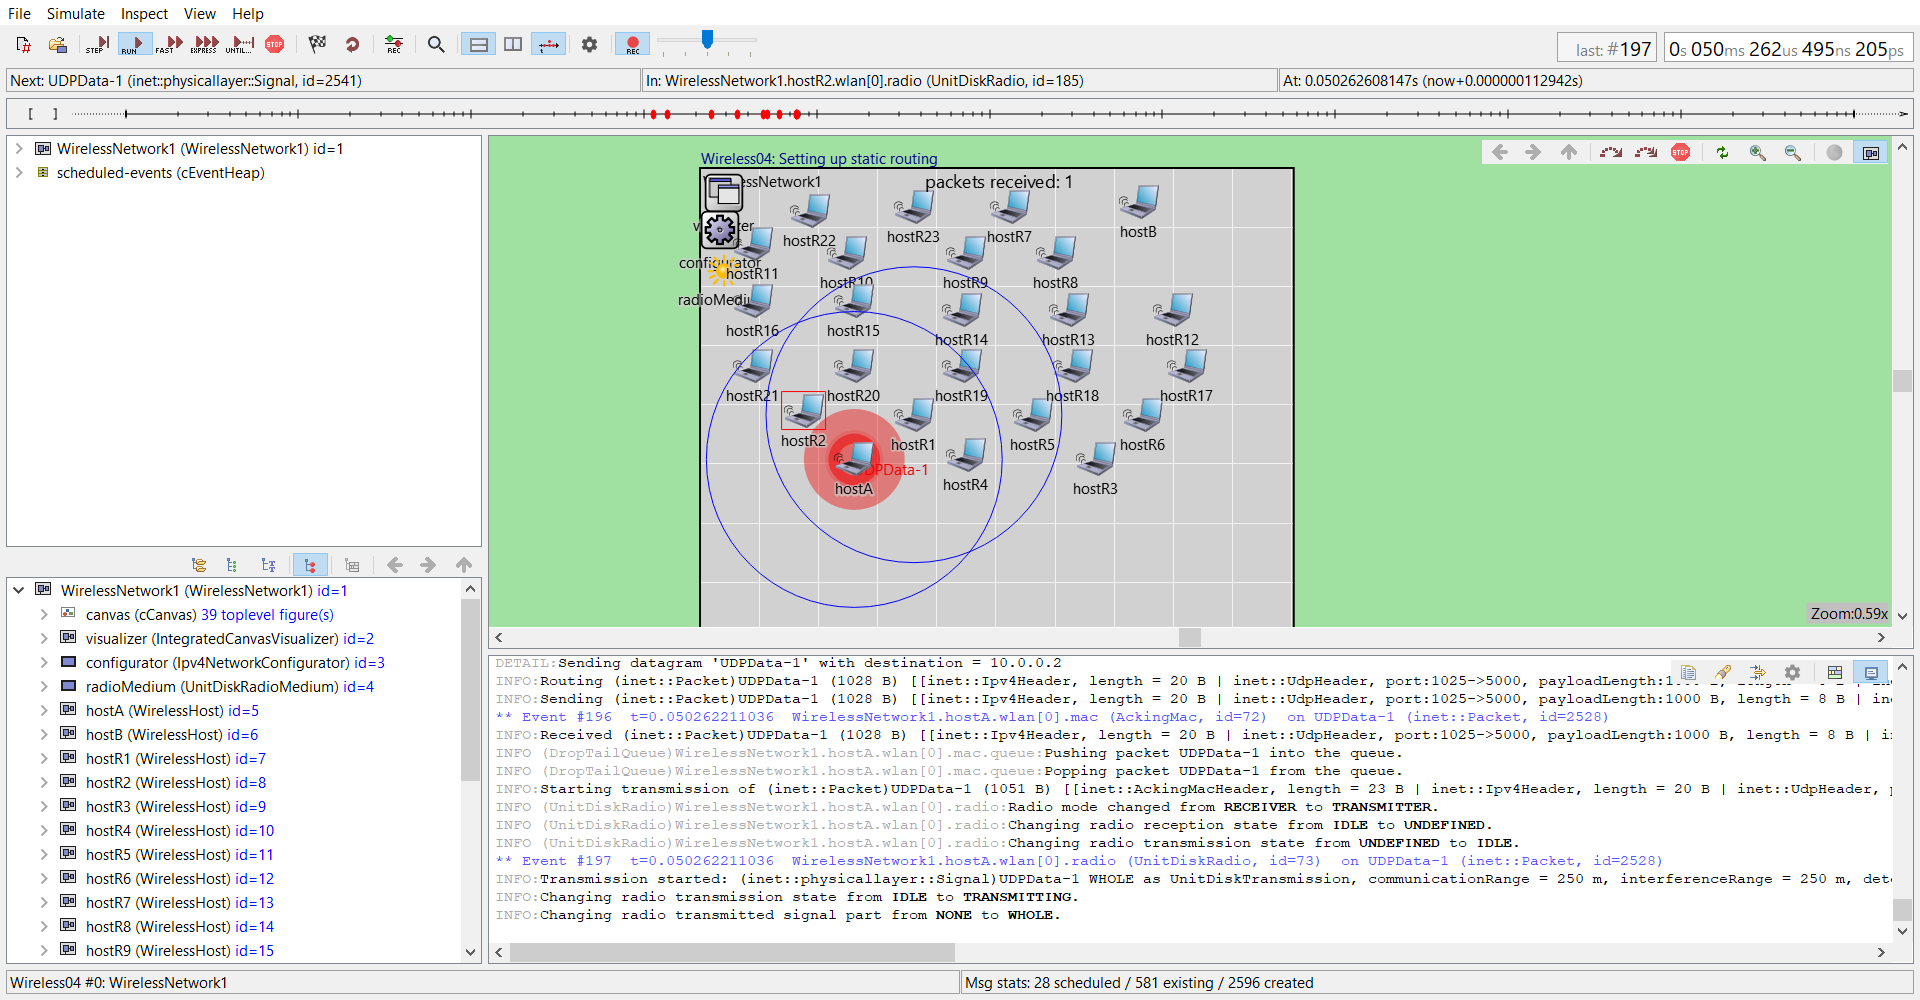 File Simulate Inspect View Help
STEP RUN FAST EXPRESS UNTIL... STOP REC REC
last: #197 0s 050ms 262us 495ns 205ps
Next: UDPData-1 (inet::physicallayer::Signal, id=2541) In: WirelessNetwork1.hostR2.wlan[0].radio (UnitDiskRadio, id=185) At: 0.050262608147s (now+0.000000112942s)
[ ]
WirelessNetwork1 (WirelessNetwork1) id=1
scheduled-events (cEventHeap)
WirelessNetwork1 (WirelessNetwork1) id=1
canvas (cCanvas) 39 toplevel figure(s)
visualizer (IntegratedCanvasVisualizer) id=2
configurator (Ipv4NetworkConfigurator) id=3
radioMedium (UnitDiskRadioMedium) id=4
hostA (WirelessHost) id=5
hostB (WirelessHost) id=6
hostR1 (WirelessHost) id=7
hostR2 (WirelessHost) id=8
hostR3 (WirelessHost) id=9
hostR4 (WirelessHost) id=10
hostR5 (WirelessHost) id=11
hostR6 (WirelessHost) id=12
hostR7 (WirelessHost) id=13
hostR8 (WirelessHost) id=14
hostR9 (WirelessHost) id=15
Wireless04: Setting up static routing
STOP
essNetwork1 packets received: 1
hostR22 hostR23 hostR7 hostB
configurator
hostR11 hostR10 hostR9 hostR8
radioMedi
hostR16 hostR15 hostR14 hostR13 hostR12
hostR21 hostR20 hostR19 hostR18 hostR17
hostR2 hostR1 hostR5 hostR6
DPData-1
hostA hostR4 hostR3
Zoom:0.59x
DETAIL:Sending datagram 'UDPData-1' with destination = 10.0.0.2
INFO:Routing (inet::Packet)UDPData-1 (1028 B) [[inet::Ipv4Header, length = 20 B | inet::UdpHeader, port:1025->5000, payloadLength:
INFO:Sending (inet::Packet)UDPData-1 (1028 B) [[inet::Ipv4Header, length = 20 B | inet::UdpHeader, port:1025->5000, payloadLength:1000 B, length = 8 B | in
** Event #196 t=0.050262211036 WirelessNetwork1.hostA.wlan[0].mac (AckingMac, id=72) on UDPData-1 (inet::Packet, id=2528)
INFO:Received (inet::Packet)UDPData-1 (1028 B) [[inet::Ipv4Header, length = 20 B | inet::UdpHeader, port:1025->5000, payloadLength:1000 B, length = 8 B | i
INFO (DropTailQueue)WirelessNetwork1.hostA.wlan[0].mac.queue:Pushing packet UDPData-1 into the queue.
INFO (DropTailQueue)WirelessNetwork1.hostA.wlan[0].mac.queue:Popping packet UDPData-1 from the queue.
INFO:Starting transmission of (inet::Packet)UDPData-1 (1051 B) [[inet::AckingMacHeader, length = 23 B | inet::Ipv4Header, length = 20 B | inet::UdpHeader, p
INFO (UnitDiskRadio)WirelessNetwork1.hostA.wlan[0].radio:Radio mode changed from RECEIVER to TRANSMITTER.
INFO (UnitDiskRadio)WirelessNetwork1.hostA.wlan[0].radio:Changing radio reception state from IDLE to UNDEFINED.
INFO (UnitDiskRadio)WirelessNetwork1.hostA.wlan[0].radio:Changing radio transmission state from UNDEFINED to IDLE.
** Event #197 t=0.050262211036 WirelessNetwork1.hostA.wlan[0].radio (UnitDiskRadio, id=73) on UDPData-1 (inet::Packet, id=2528)
INFO:Transmission started: (inet::physicallayer::Signal)UDPData-1 WHOLE as UnitDiskTransmission, communicationRange = 250 m, interferenceRange = 250 m, det
INFO:Changing radio transmission state from IDLE to TRANSMITTING.
INFO:Changing radio transmitted signal part from NONE to WHOLE.
Wireless04 #0: WirelessNetwork1 Msg stats: 28 scheduled / 581 existing / 2596 created